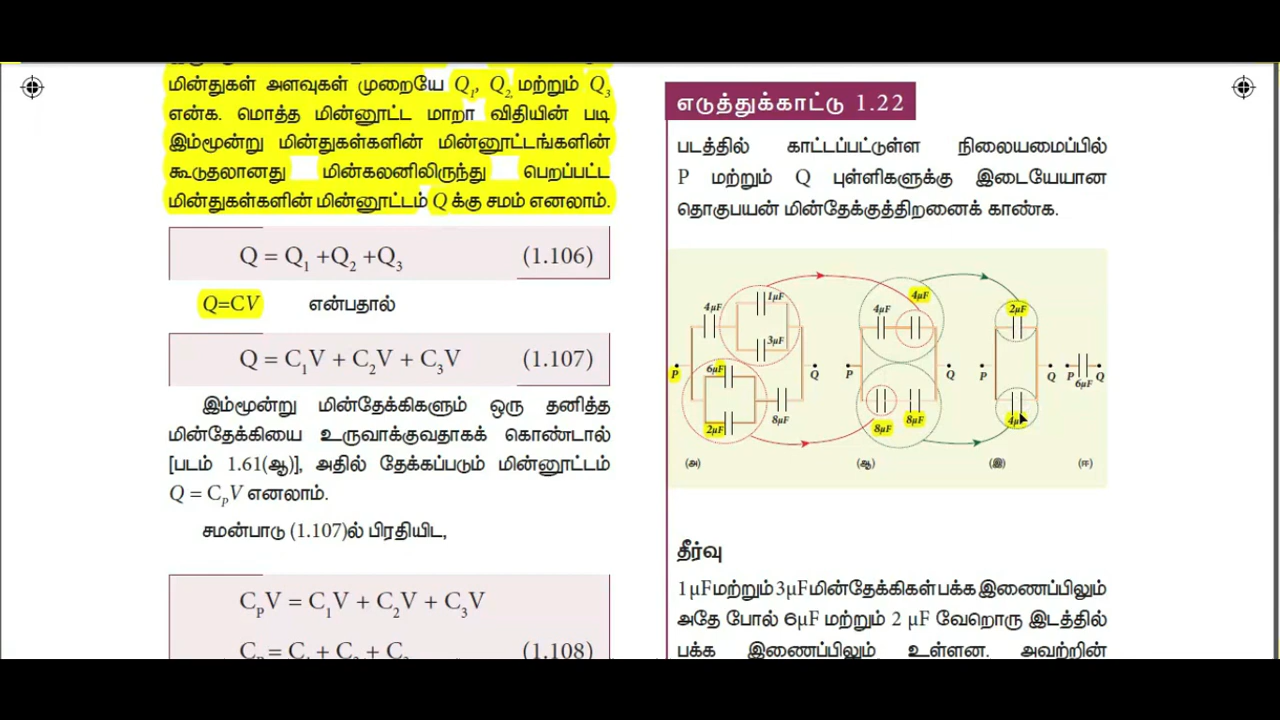 மின்துகள் அளவுகள் முறையே Q₁, Q₂, மற்றும் Q₃
என்க. மொத்த மின்னூட்ட மாறா விதியின் படி
இம்மூன்று மின்துகள்களின் மின்னூட்டங்களின்
கூடுதலானது மின்கலனிலிருந்து பெறப்பட்ட
மின்துகள்களின் மின்னூட்டம் Q க்கு சமம் எனலாம்.
Q = Q₁ +Q₂ +Q₃ (1.106)
Q=CV என்பதால்
Q = C₁V + C₂V + C₃V (1.107)
இம்மூன்று மின்தேக்கிகளும் ஒரு தனித்த
மின்தேக்கியை உருவாக்குவதாகக் கொண்டால்
[படம் 1.61(ஆ)], அதில் தேக்கப்படும் மின்னூட்டம்
Q = CₚV எனலாம்.
சமன்பாடு (1.107)ல் பிரதியிட,
CₚV = C₁V + C₂V + C₃V
(1.108)
எடுத்துக்காட்டு 1.22
படத்தில் காட்டப்பட்டுள்ள நிலையமைப்பில்
P மற்றும் Q புள்ளிகளுக்கு இடையேயான
தொகுபயன் மின்தேக்குத்திறனைக் காண்க.
1μF
4μF
3μF
P
Q
6μF
2μF
8μF
(அ)
4μF
4μF
P
Q
8μF
8μF
(ஆ)
2μF
P
Q
4μF
(இ)
P
6μF
Q
(ஈ)
தீர்வு
1 μF மற்றும் 3μF மின்தேக்கிகள் பக்க இணைப்பிலும்
அதே போல் 6μF மற்றும் 2 μF வேறொரு இடத்தில்
பக்க இணைப்பிலும் உள்ளன. அவற்றின்